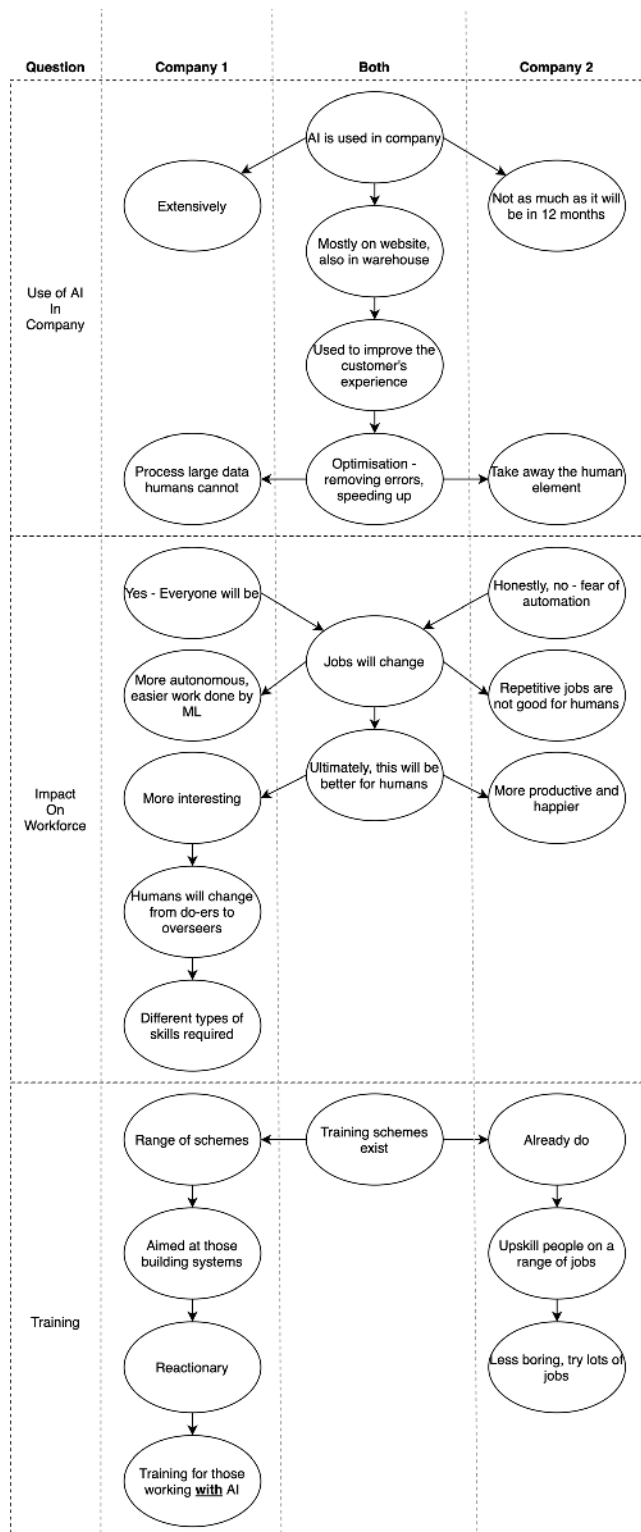 Question
Company 1
Both
Company 2
AI is used in company
Extensively
Not as much as it will
be in 12 months
Mostly on website,
also in warehouse
Use of AI
In
Company
Used to improve the
customer's
experience
Process large data
humans cannot
Optimisation -
removing errors,
speeding up
Take away the human
element
Yes - Everyone will be
Honestly, no - fear of
automation
Jobs will change
More autonomous,
easier work done by
ML
Repetitive jobs are
not good for humans
Impact
On
Workforce
More interesting
Ultimately, this will be
better for humans
More productive and
happier
Humans will change
from do-ers to
overseers
Different types of
skills required
Range of schemes
Training schemes
exist
Already do
Aimed at those
building systems
Upskill people on a
range of jobs
Training
Reactionary
Less boring, try lots of
jobs
Training for those
working with AI